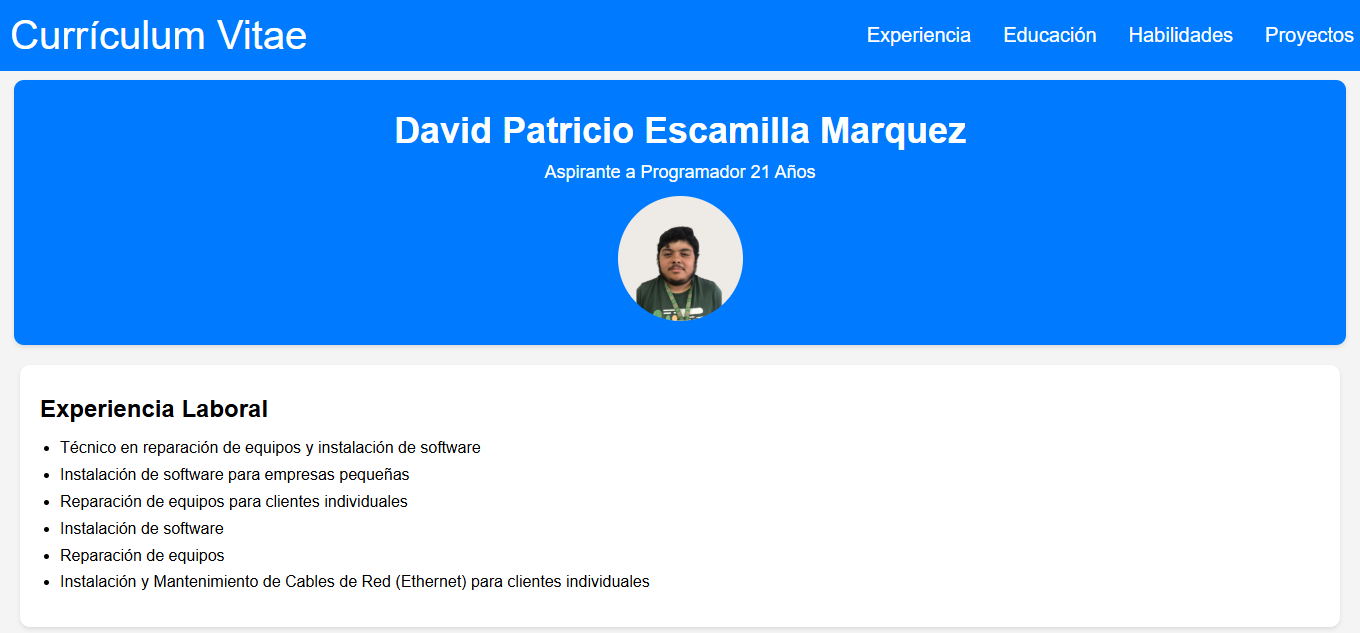 Currículum Vitae
Experiencia Educación Habilidades Proyectos
David Patricio Escamilla Marquez
Aspirante a Programador 21 Años
Experiencia Laboral
• Técnico en reparación de equipos y instalación de software
• Instalación de software para empresas pequeñas
• Reparación de equipos para clientes individuales
• Instalación de software
• Reparación de equipos
• Instalación y Mantenimiento de Cables de Red (Ethernet) para clientes individuales